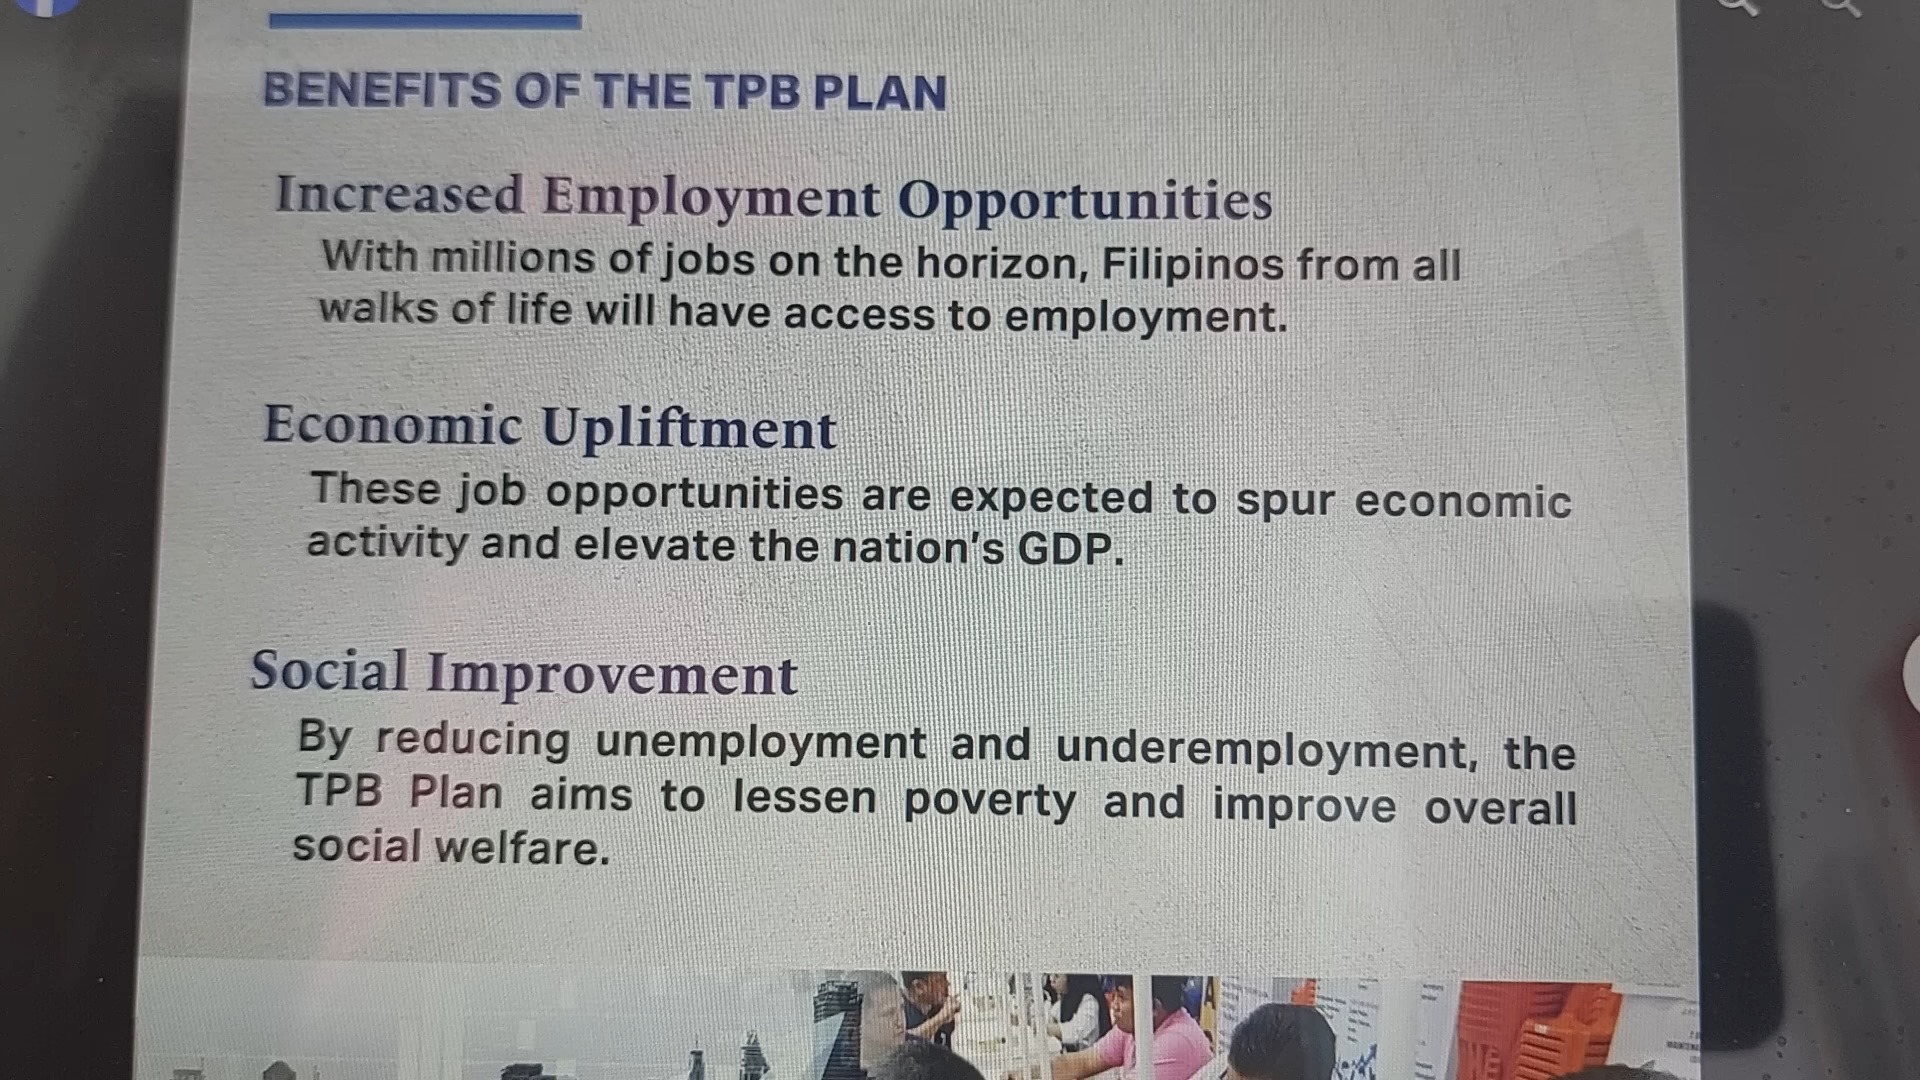 BENEFITS OF THE TPB PLAN
Increased Employment Opportunities
With millions of jobs on the horizon, Filipinos from all
walks of life will have access to employment.
Economic Upliftment
These job opportunities are expected to spur economic
activity and elevate the nation's GDP.
Social Improvement
By reducing unemployment and underemployment, the
TPB Plan aims to lessen poverty and improve overall
social welfare.